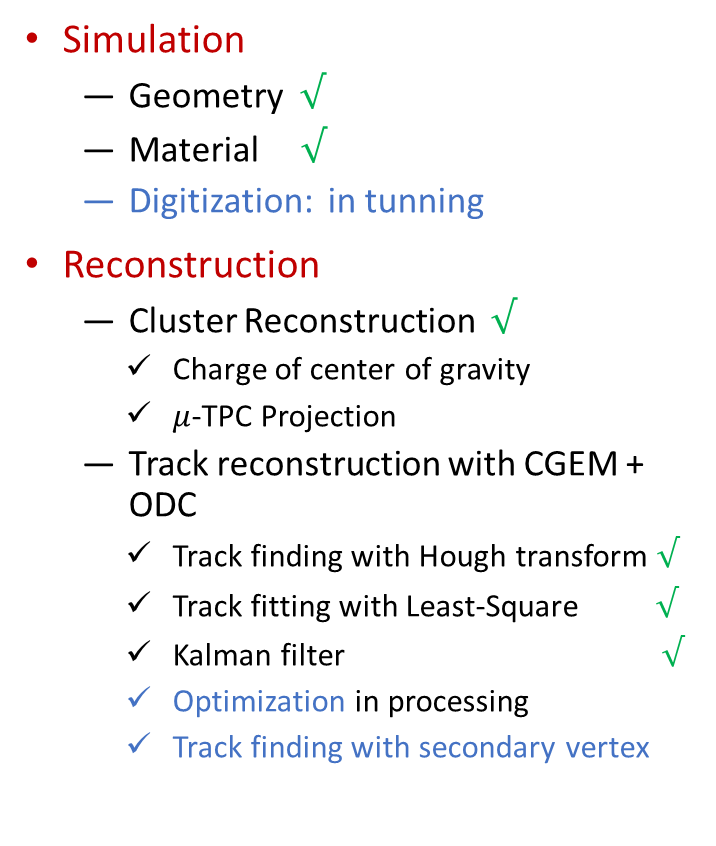 • Simulation
— Geometry √
— Material √
— Digitization: in tunning
• Reconstruction
— Cluster Reconstruction √
✓ Charge of center of gravity
✓ μ-TPC Projection
— Track reconstruction with CGEM +
ODC
✓ Track finding with Hough transform √
✓ Track fitting with Least-Square √
✓ Kalman filter √
✓ Optimization in processing
✓ Track finding with secondary vertex